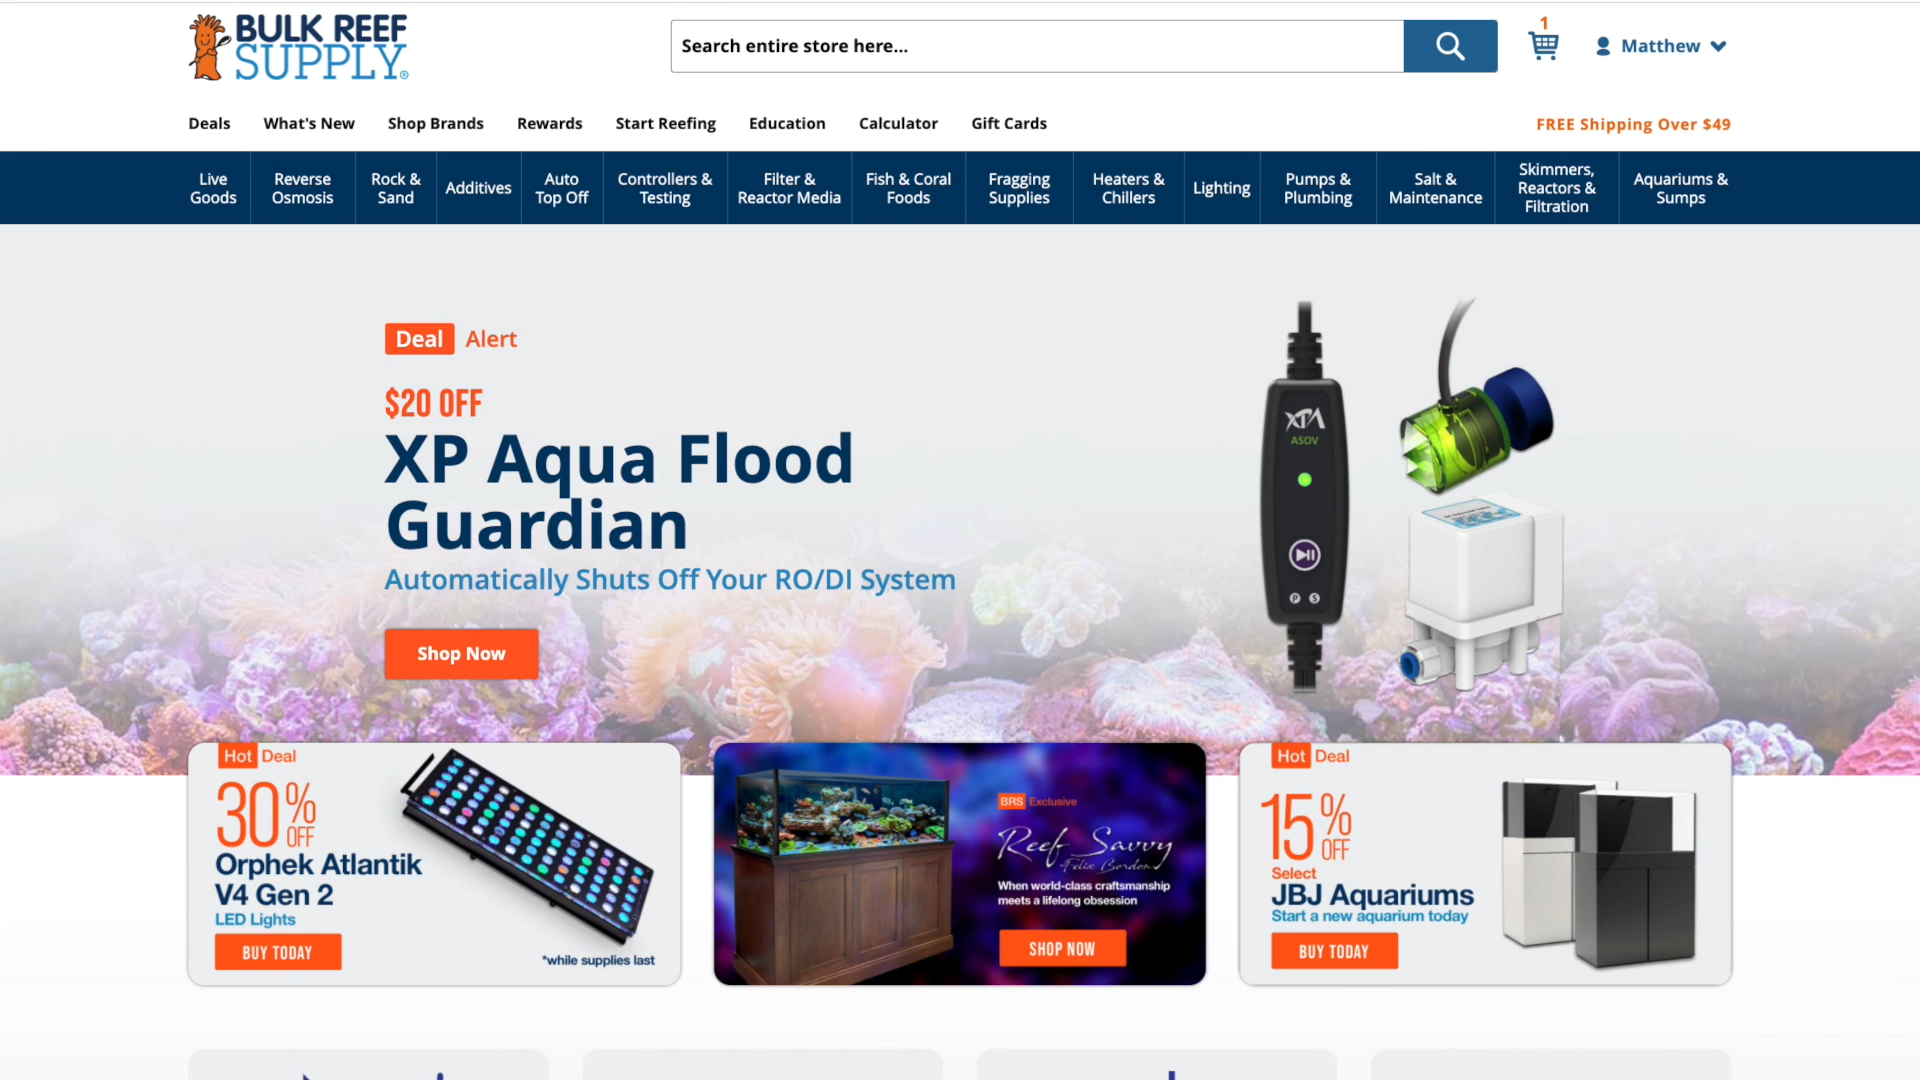 BULK REEF
SUPPLY®
Search entire store here...
1
Matthew
Deals
What's New
Shop Brands
Rewards
Start Reefing
Education
Calculator
Gift Cards
FREE Shipping Over $49
Live
Goods
Reverse
Osmosis
Rock &
Sand
Additives
Auto
Top Off
Controllers &
Testing
Filter &
Reactor Media
Fish & Coral
Foods
Fragging
Supplies
Heaters &
Chillers
Lighting
Pumps &
Plumbing
Salt &
Maintenance
Skimmers,
Reactors &
Filtration
Aquariums &
Sumps
Deal Alert
$20 OFF
XP Aqua Flood
Guardian
Automatically Shuts Off Your RO/DI System
Shop Now
XPA
ASOV
P S
Hot Deal
30% OFF
Orphek Atlantik
V4 Gen 2
LED Lights
BUY TODAY
*while supplies last
BRS Exclusive
Reef Savvy
Felix Bordon
When world-class craftsmanship
meets a lifelong obsession
SHOP NOW
Hot Deal
15% OFF
Select
JBJ Aquariums
Start a new aquarium today
BUY TODAY